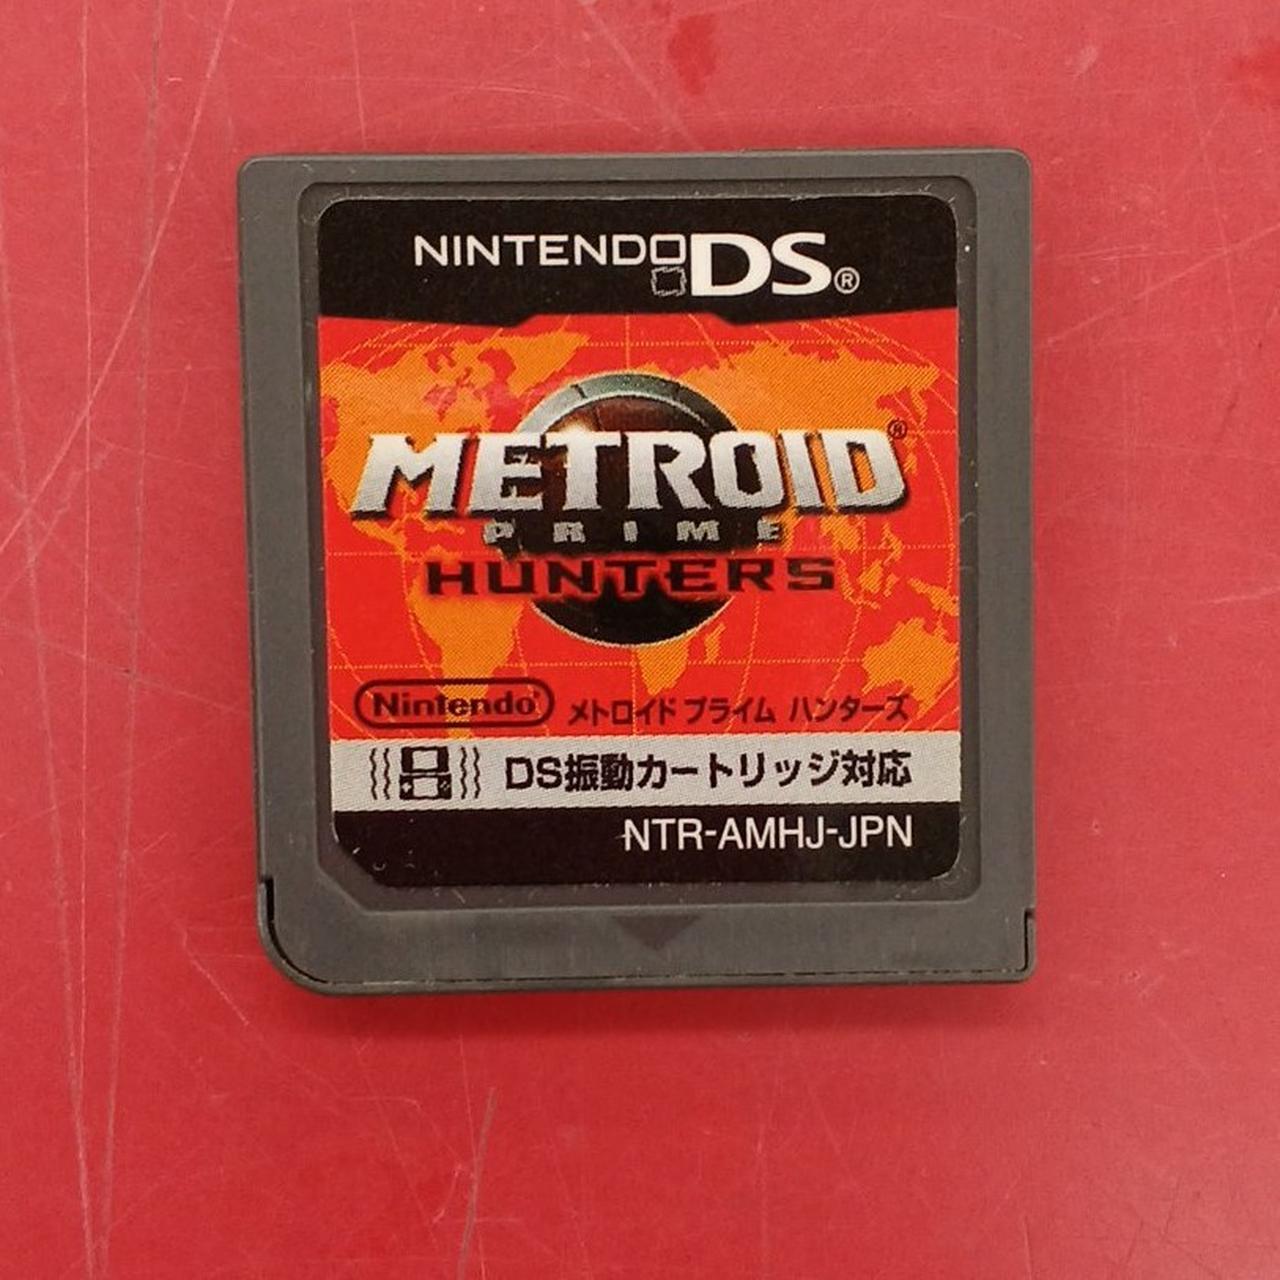 NINTENDO DS®
METROID®
PRIME
HUNTERS
Nintendo® メトロイド プライム ハンターズ
DS振動カートリッジ対応
NTR-AMHJ-JPN